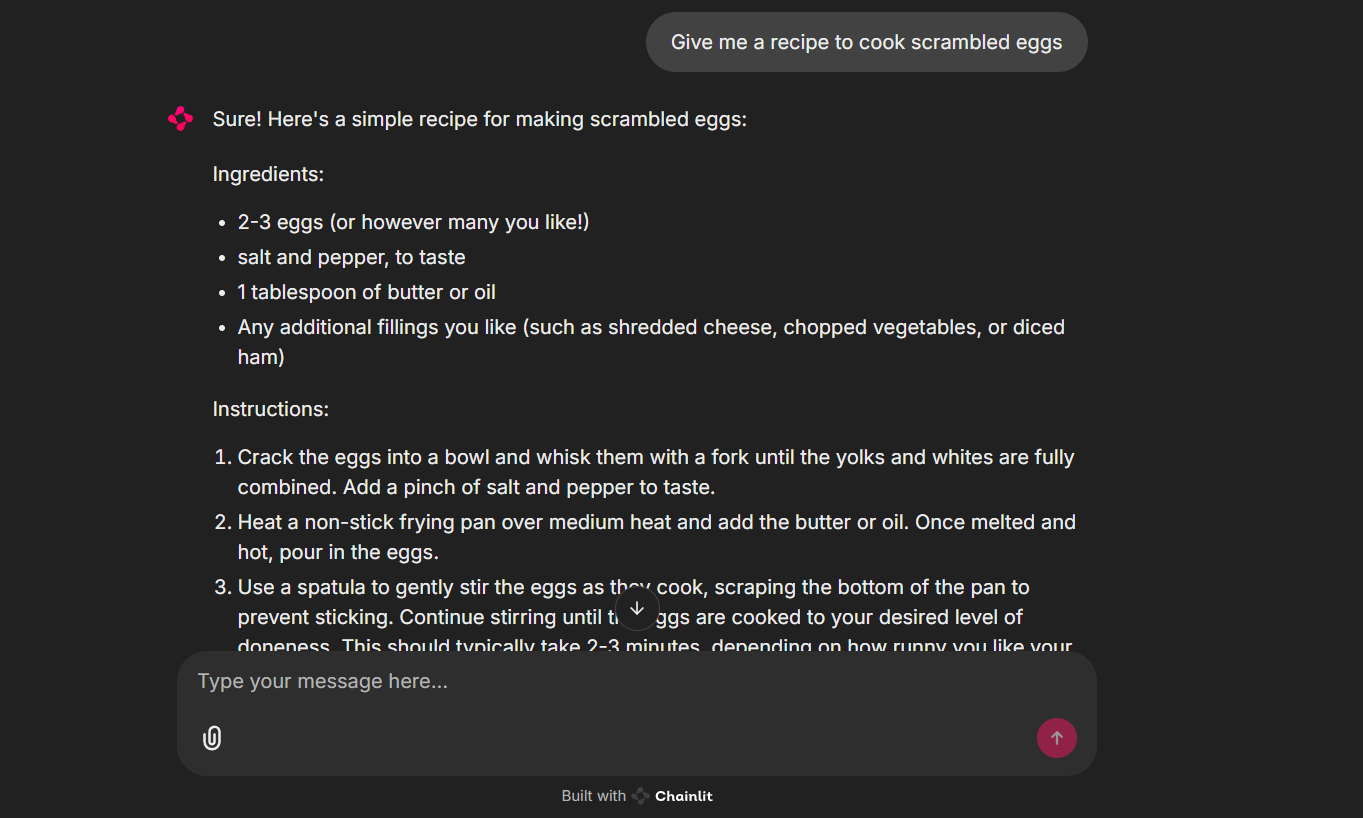 Give me a recipe to cook scrambled eggs
Sure! Here's a simple recipe for making scrambled eggs:
Ingredients:
• 2-3 eggs (or however many you like!)
• salt and pepper, to taste
• 1 tablespoon of butter or oil
• Any additional fillings you like (such as shredded cheese, chopped vegetables, or diced
ham)
Instructions:
1. Crack the eggs into a bowl and whisk them with a fork until the yolks and whites are fully
combined. Add a pinch of salt and pepper to taste.
2. Heat a non-stick frying pan over medium heat and add the butter or oil. Once melted and
hot, pour in the eggs.
3. Use a spatula to gently stir the eggs as they cook, scraping the bottom of the pan to
prevent sticking. Continue stirring until the eggs are cooked to your desired level of
doneness. This should typically take 2-3 minutes, depending on how runny you like your
Type your message here...
Built with Chainlit